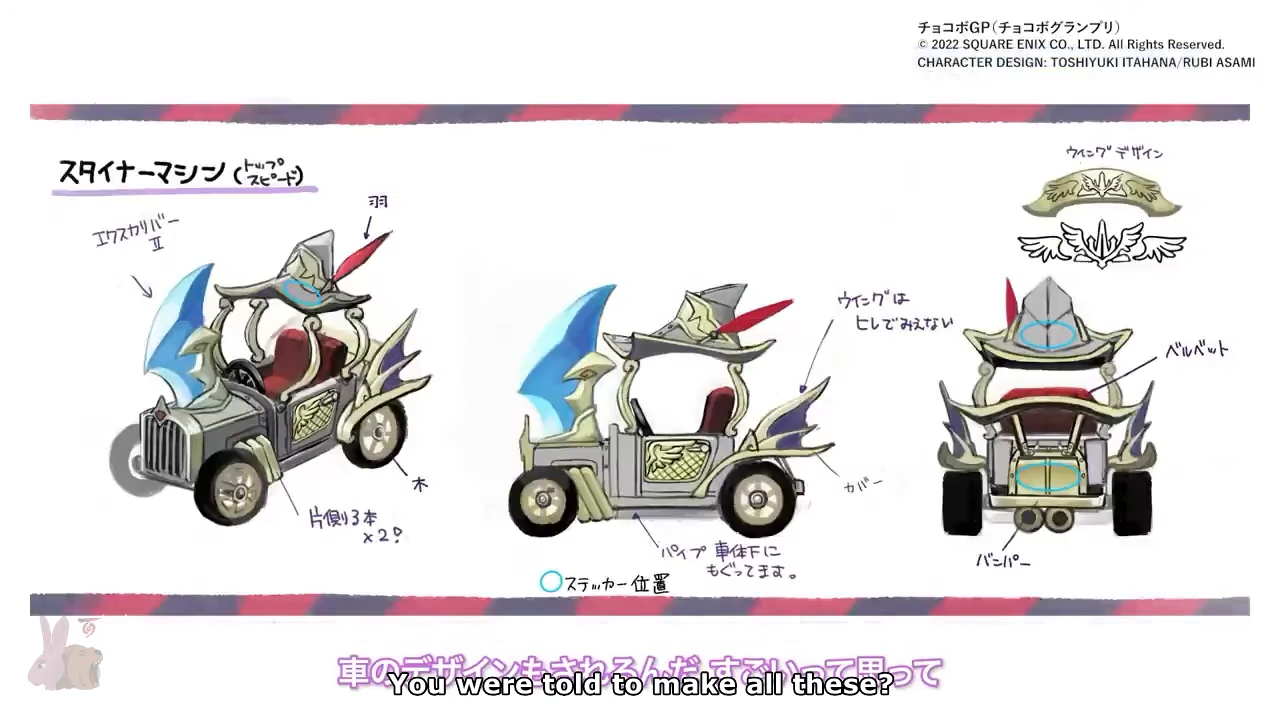 チョコボGP(チョコボグランプリ)
© 2022 SQUARE ENIX CO., LTD. All Rights Reserved.
CHARACTER DESIGN: TOSHIYUKI ITAHANA/RUBI ASAMI
スタイナーマシン(トップスピード)
ウイングデザイン
エクスカリバー
II
羽
ウイングは
ヒレでみえない
ベルベット
木
カバー
片側3本
x2!
パイプ 車体下に
もぐってます。
バンパー
ステッカー位置
車のデザインもされるんだ すごいって思って
You were told to make all these?